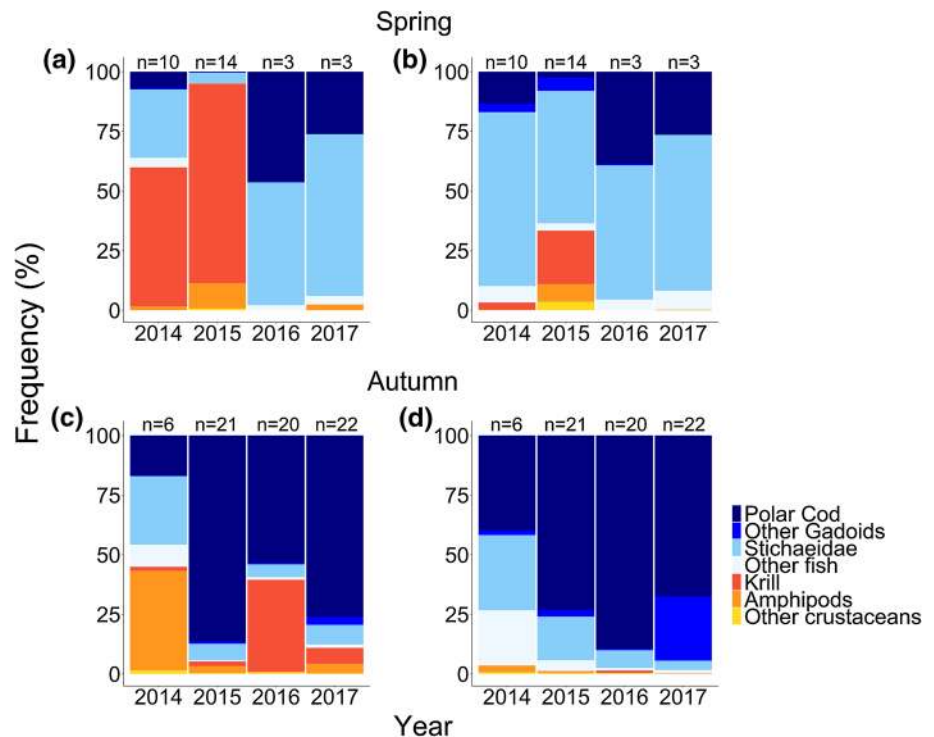 Spring
(a) n=10 n=14 n=3 n=3
(b) n=10 n=14 n=3 n=3
100
75
50
25
0
100
75
50
25
0
2014 2015 2016 2017
2014 2015 2016 2017
Frequency (%)
Autumn
(c) n=6 n=21 n=20 n=22
(d) n=6 n=21 n=20 n=22
100
75
50
25
0
100
75
50
25
0
2014 2015 2016 2017
2014 2015 2016 2017
Year
Polar Cod
Other Gadoids
Stichaeidae
Other fish
Krill
Amphipods
Other crustaceans